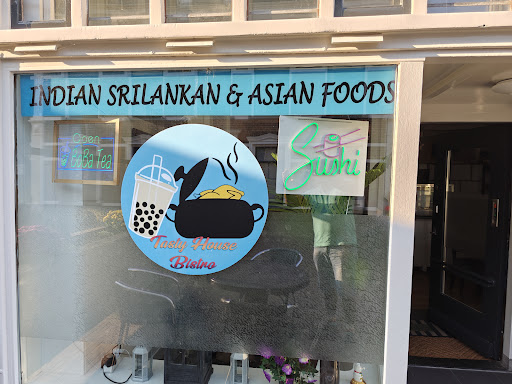 INDIAN SRILANKAN & ASIAN FOODS
Open
BoBa Tea
Sushi
Tasty House
Bistro